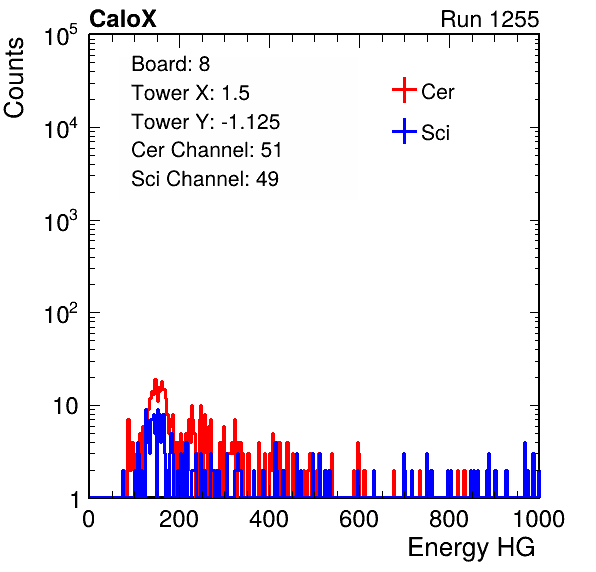 CaloX Run 1255
Counts
Board: 8
Tower X: 1.5
Tower Y: -1.125
Cer Channel: 51
Sci Channel: 49
Cer
Sci
10^5
10^4
10^3
10^2
10
1
0 200 400 600 800 1000
Energy HG